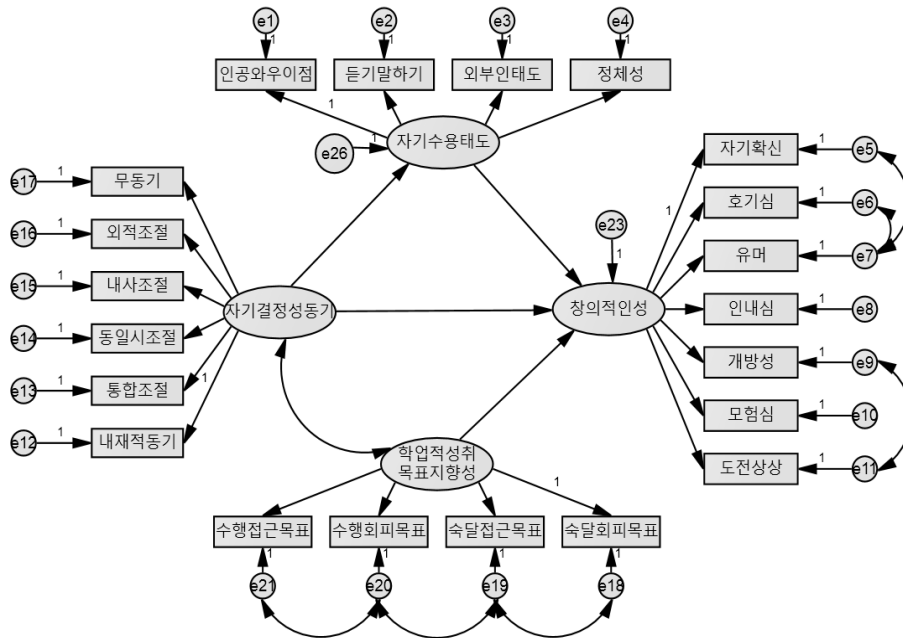 e1 e2 e3 e4
1 1 1 1
인공와우이점 듣기말하기 외부인태도 정체성
1
e26 1 자기수용태도
자기확신 1 e5
호기심 1 e6
유머 1 e7
인내심 1 e8
개방성 1 e9
모험심 1 e10
도전상상 1 e11
1
e23
1
창의적인성
e17 1 무동기
e16 1 외적조절
e15 1 내사조절
e14 1 동일시조절
e13 1 통합조절 1
e12 1 내재적동기
자기결정성동기
학업적성취
목표지향성
1
수행접근목표 수행회피목표 숙달접근목표 숙달회피목표
1 1 1 1
e21 e20 e19 e18